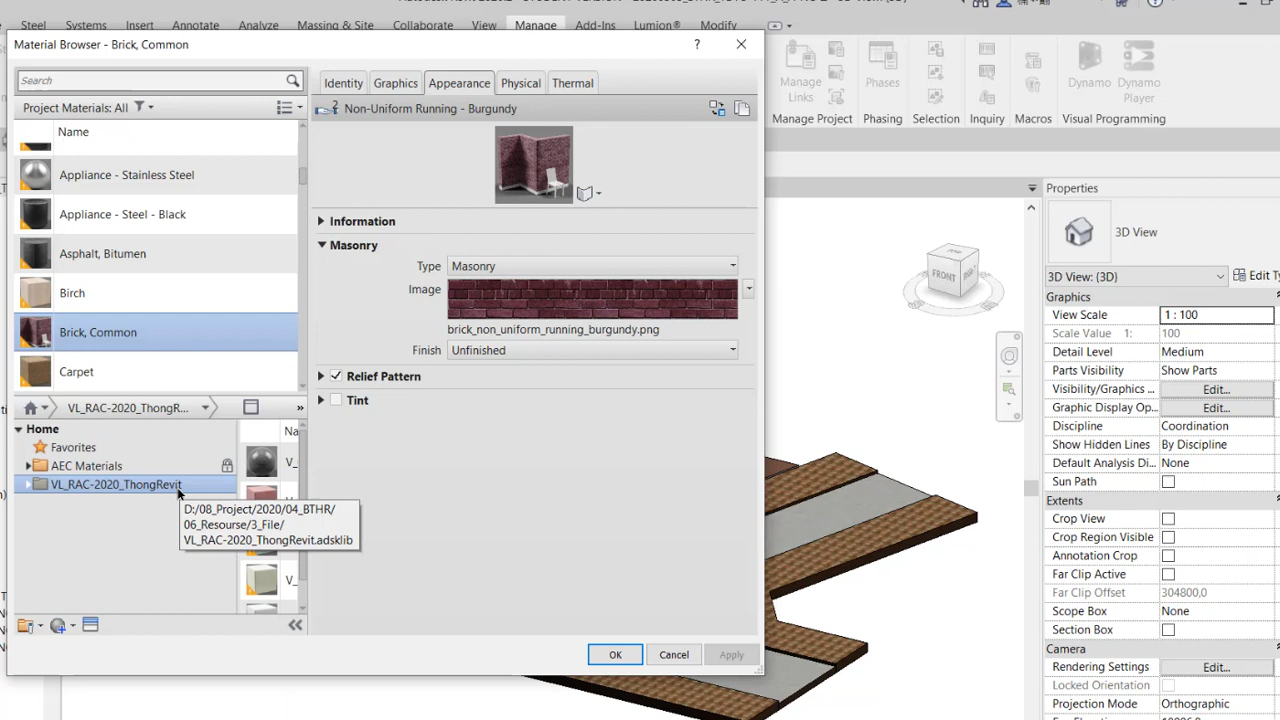 Steel Systems Insert Annotate Analyze Massing & Site Collaborate View Manage Add-Ins Lumion® Modify
Material Browser - Brick, Common
?
Search
Project Materials: All
Name
Appliance - Stainless Steel
Appliance - Steel - Black
Asphalt, Bitumen
Birch
Brick, Common
Carpet
VL_RAC-2020_ThongR...
»
Home
Favorites
AEC Materials
VL_RAC-2020_ThongRevit
Na
V_
V_
D:/08_Project/2020/04_BTHR/
06_Resourse/3_File/
VL_RAC-2020_ThongRevit.adsklib
Identity Graphics Appearance Physical Thermal
2 Non-Uniform Running - Burgundy
Information
Masonry
Type Masonry
Image
brick_non_uniform_running_burgundy.png
Finish Unfinished
Relief Pattern
Tint
OK Cancel Apply
Manage
Links
Phases
Dynamo
Dynamo
Player
Manage Project Phasing Selection Inquiry Macros Visual Programming
FRONT
Properties
3D View
3D View: {3D} Edit Ty
Graphics
View Scale 1 : 100
Scale Value 1: 100
Detail Level Medium
Parts Visibility Show Parts
Visibility/Graphics ... Edit...
Graphic Display Op... Edit...
Discipline Coordination
Show Hidden Lines By Discipline
Default Analysis Di... None
Sun Path
Extents
Crop View
Crop Region Visible
Annotation Crop
Far Clip Active
Far Clip Offset 304800,0
Scope Box None
Section Box
Camera
Rendering Settings Edit...
Locked Orientation
Projection Mode Orthographic